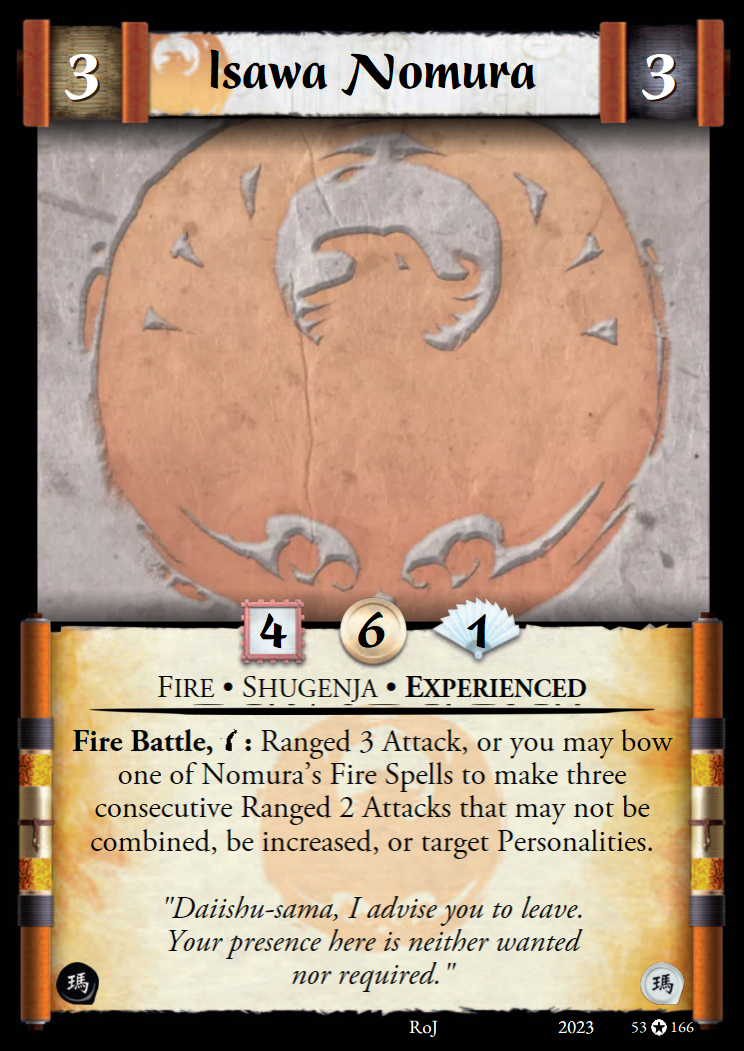 3 Isawa Nomura 3
4 6 1
Fire • Shugenja • Experienced
Fire Battle, : Ranged 3 Attack, or you may bow
one of Nomura's Fire Spells to make three
consecutive Ranged 2 Attacks that may not be
combined, be increased, or target Personalities.
"Daiishu-sama, I advise you to leave.
Your presence here is neither wanted
nor required."
瑪 瑪
RoJ 2023 53 166